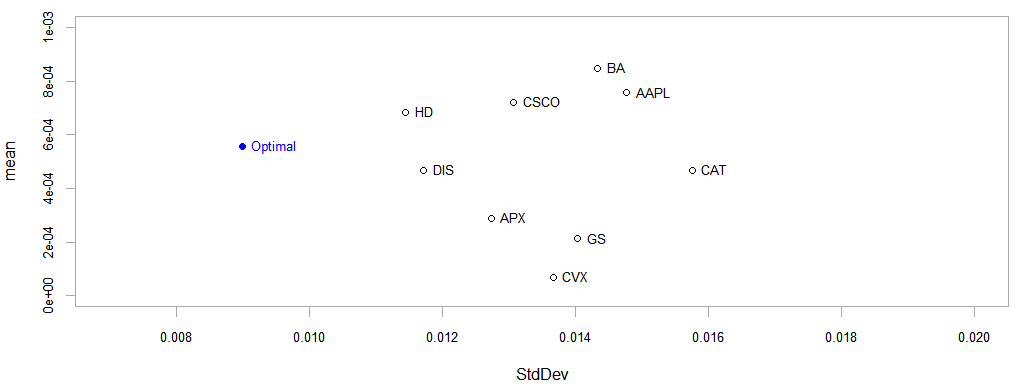 mean
1e-03
8e-04
6e-04
4e-04
2e-04
0e+00
BA
AAPL
CSCO
HD
Optimal
DIS
CAT
APX
GS
CVX
0.008 0.010 0.012 0.014 0.016 0.018 0.020
StdDev